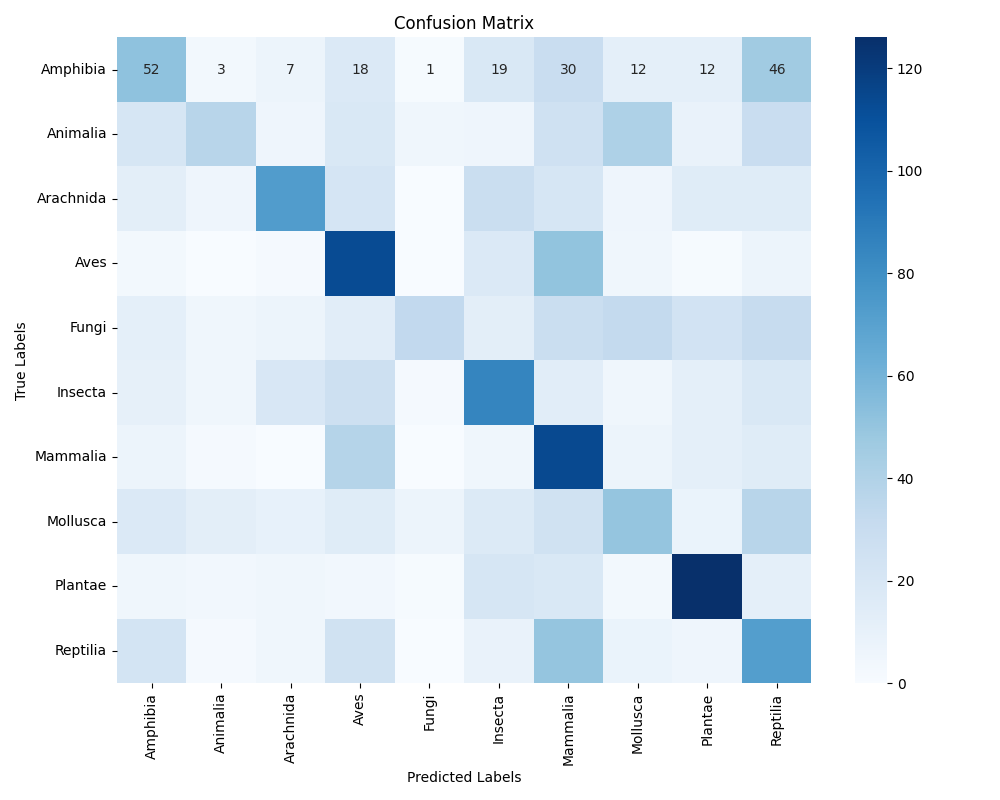 Confusion Matrix
Amphibia 52 3 7 18 1 19 30 12 12 46
Animalia
Arachnida
Aves
Fungi
Insecta
Mammalia
Mollusca
Plantae
Reptilia
True Labels
Amphibia Animalia Arachnida Aves Fungi Insecta Mammalia Mollusca Plantae Reptilia
Predicted Labels
120
100
80
60
40
20
0